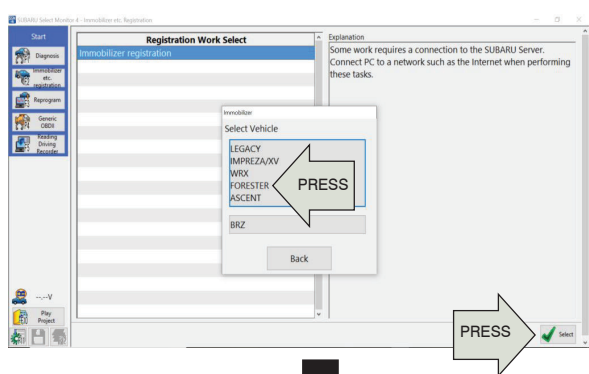 SUBARU Select Monitor 4 - Immobilizer etc. Registration
Start
Diagnosis
Immobilizer
etc.
registration
Reprogram
Generic
OBDII
Reading
Driving
Recorder
--.--V
Play
Project
Registration Work Select
Immobilizer registration
Explanation
Some work requires a connection to the SUBARU Server.
Connect PC to a network such as the Internet when performing
these tasks.
Immobilizer
Select Vehicle
LEGACY
IMPREZA/XV
WRX
FORESTER
ASCENT
PRESS
BRZ
Back
PRESS
Select